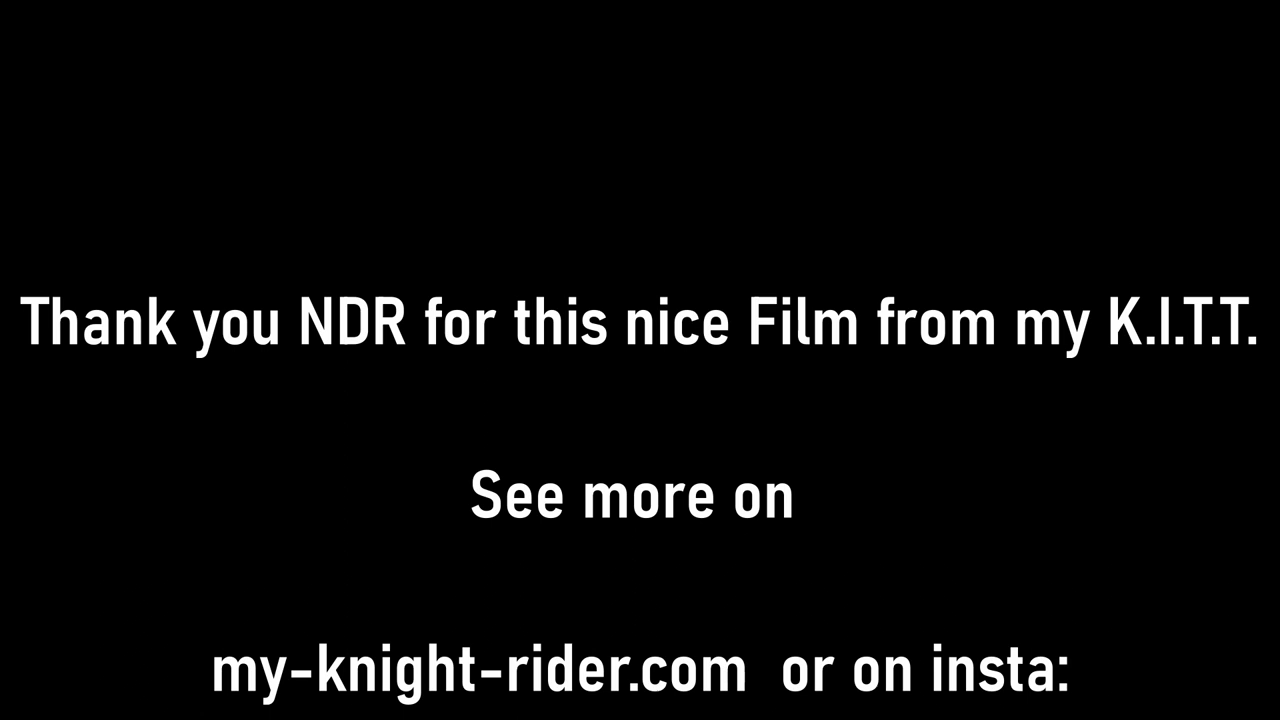 Thank you NDR for this nice Film from my K.I.T.T.
See more on
my-knight-rider.com or on insta: